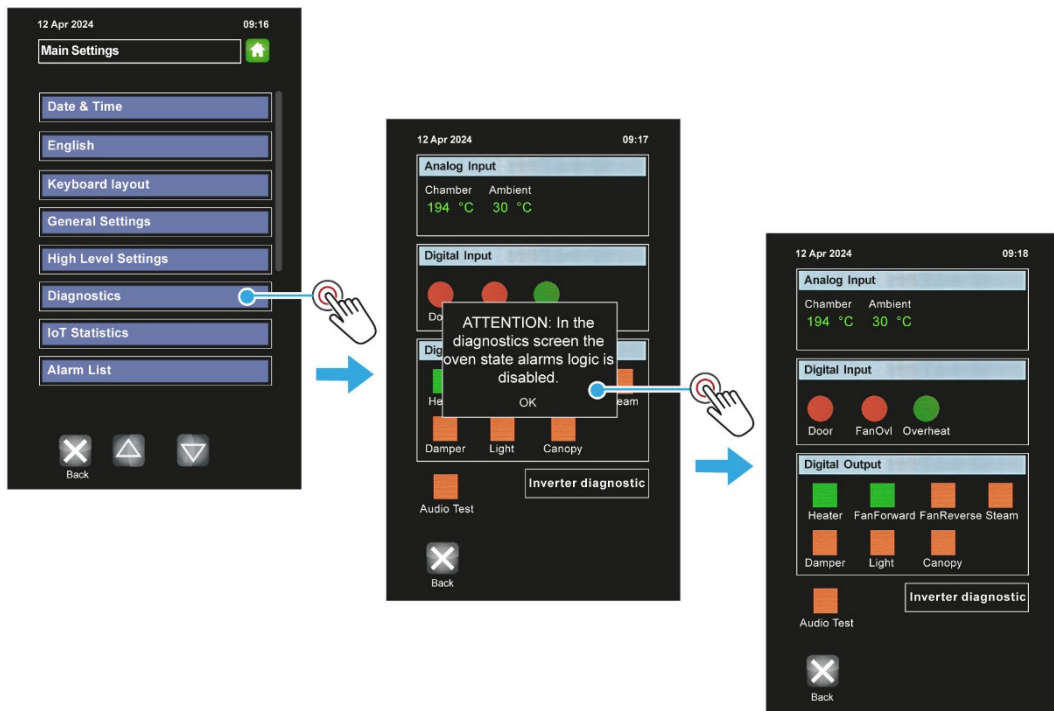 12 Apr 2024 09:16
Main Settings
Date & Time
English
Keyboard layout
General Settings
High Level Settings
Diagnostics
IoT Statistics
Alarm List
Back
12 Apr 2024 09:17
Analog Input
Chamber Ambient
194 °C 30 °C
Digital Input
ATTENTION: In the
diagnostics screen the
oven state alarms logic is
disabled.
OK
Damper Light Canopy
Audio Test
Inverter diagnostic
Back
12 Apr 2024 09:18
Analog Input
Chamber Ambient
194 °C 30 °C
Digital Input
Door FanOvl Overheat
Digital Output
Heater FanForward FanReverse Steam
Damper Light Canopy
Audio Test
Inverter diagnostic
Back